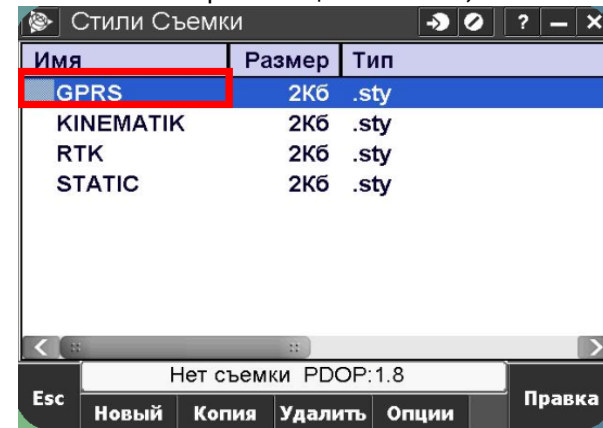 Стили Съемки ? – ×
Имя Размер Тип
GPRS 2Кб .sty
KINEMATIK 2Кб .sty
RTK 2Кб .sty
STATIC 2Кб .sty
Нет съемки PDOP:1.8
Esc Новый Копия Удалить Опции Правка